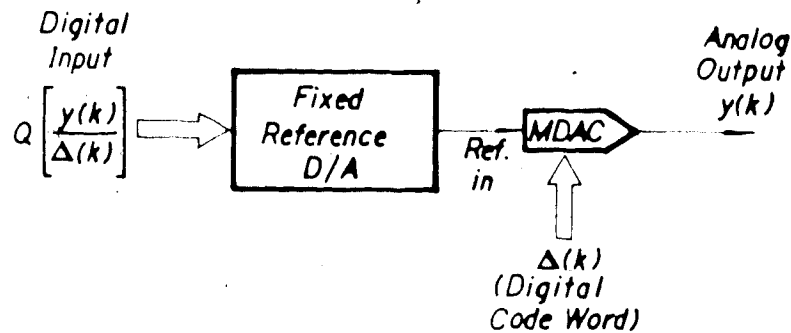 Digital
Input
Q [y(k) / Δ(k)]
Fixed
Reference
D/A
Ref.
in
MDAC
Analog
Output
y(k)
Δ(k)
(Digital
Code Word)